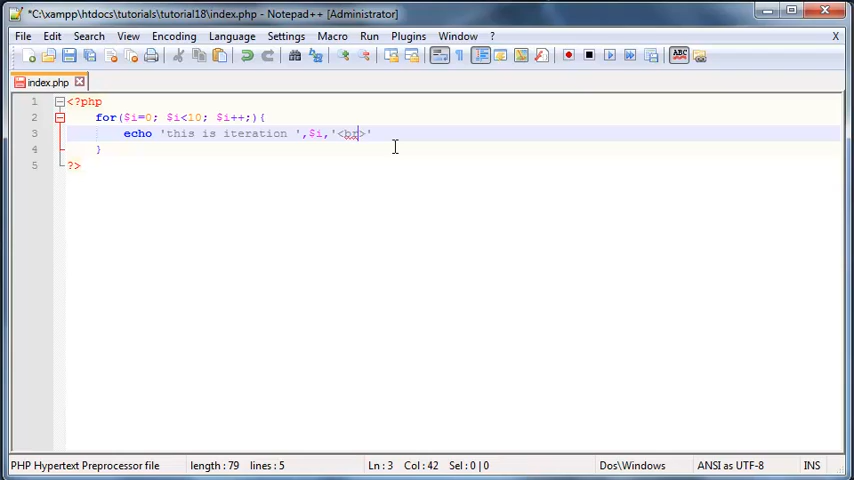 *C:\xampp\htdocs\tutorials\tutorial18\index.php - Notepad++ [Administrator]
File Edit Search View Encoding Language Settings Macro Run Plugins Window ? X
index.php
1 <?php
2 for($i=0; $i<10; $i++;){
3 echo 'this is iteration ',$i,'<br>'
4 }
5 ?>
PHP Hypertext Preprocessor file length : 79 lines : 5 Ln : 3 Col : 42 Sel : 0 | 0 Dos\Windows ANSI as UTF-8 INS